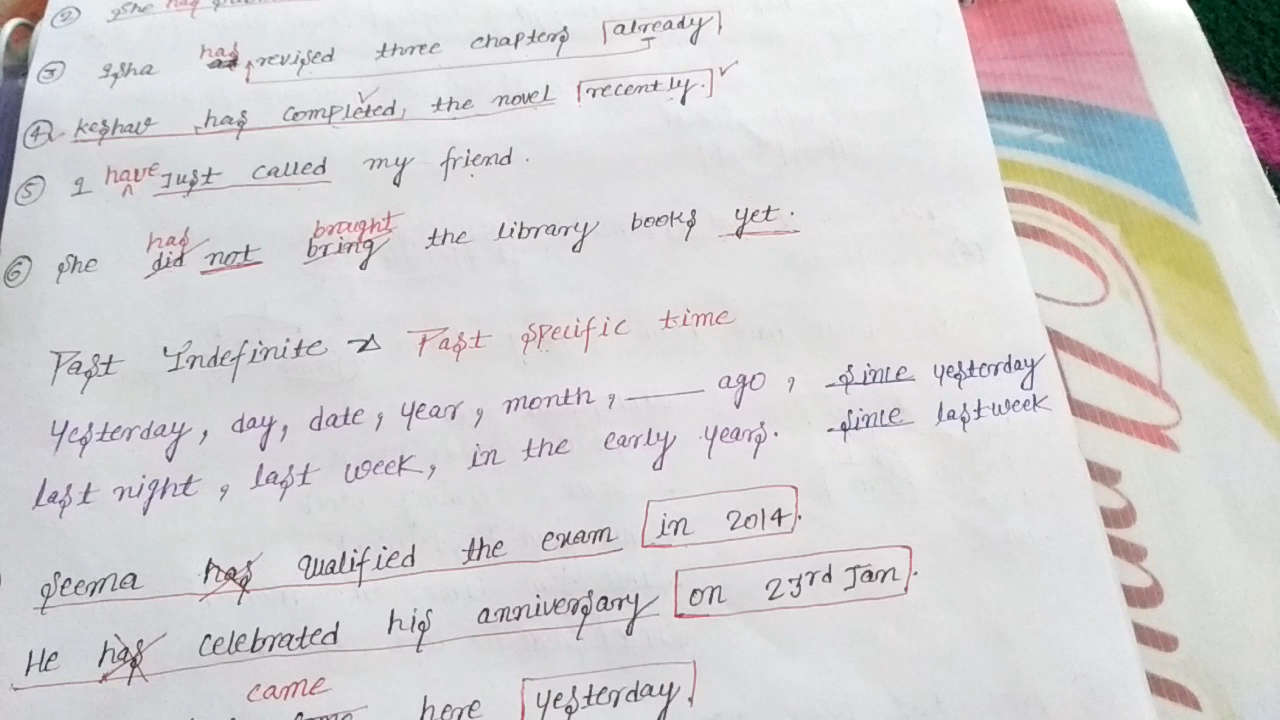 ② She has
has
③ Isha revised three chapters already
④ Keshav has completed, the novel recently.
have
⑤ I Just called my friend.
has brought
⑥ She did not bring the library books yet.
Past Indefinite → Past specific time
Yesterday, day, date, year, month, ___ ago, since yesterday
last night, last week, in the early years. since last week
Seema has qualified the exam in 2014.
He has celebrated his anniversary on 23rd Jan.
came
here yesterday.